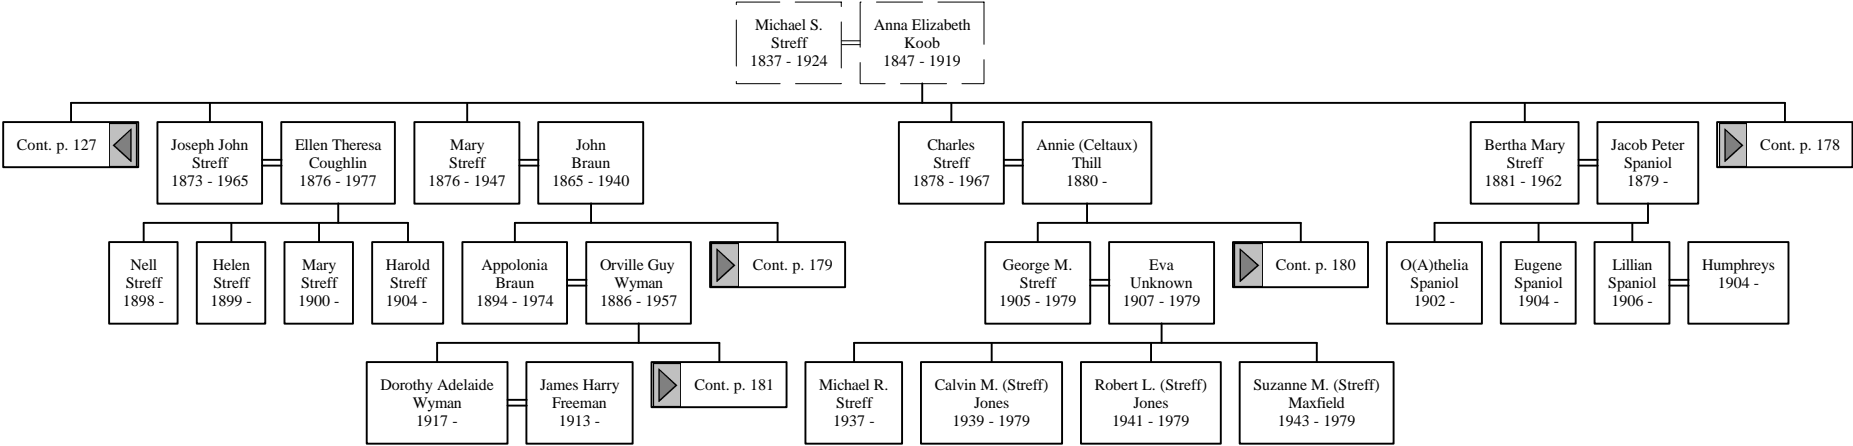 Michael S.
Streff
1837 - 1924
Anna Elizabeth
Koob
1847 - 1919
Cont. p. 127
Joseph John
Streff
1873 - 1965
Ellen Theresa
Coughlin
1876 - 1977
Mary
Streff
1876 - 1947
John
Braun
1865 - 1940
Charles
Streff
1878 - 1967
Annie (Celtaux)
Thill
1880 -
Bertha Mary
Streff
1881 - 1962
Jacob Peter
Spaniol
1879 -
Cont. p. 178
Nell
Streff
1898 -
Helen
Streff
1899 -
Mary
Streff
1900 -
Harold
Streff
1904 -
Appolonia
Braun
1894 - 1974
Orville Guy
Wyman
1886 - 1957
Cont. p. 179
George M.
Streff
1905 - 1979
Eva
Unknown
1907 - 1979
Cont. p. 180
O(A)thelia
Spaniol
1902 -
Eugene
Spaniol
1904 -
Lillian
Spaniol
1906 -
Humphreys
1904 -
Dorothy Adelaide
Wyman
1917 -
James Harry
Freeman
1913 -
Cont. p. 181
Michael R.
Streff
1937 -
Calvin M. (Streff)
Jones
1939 - 1979
Robert L. (Streff)
Jones
1941 - 1979
Suzanne M. (Streff)
Maxfield
1943 - 1979